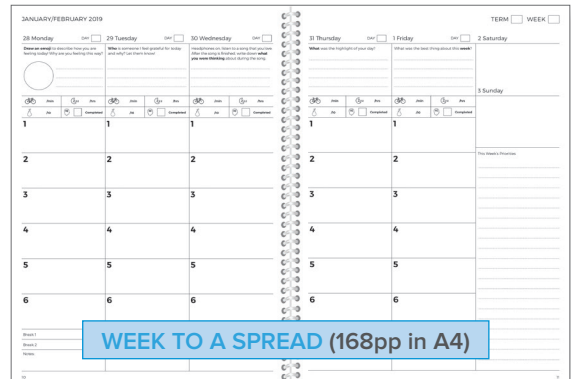 JANUARY/FEBRUARY 2019
TERM WEEK
28 Monday DAY
29 Tuesday DAY
30 Wednesday DAY
31 Thursday DAY
1 Friday DAY
2 Saturday
Draw an emoji to describe how you are
feeling today! Why are you feeling this way?
Who is someone I feel grateful for today
and why? Let them know!
Headphones on, listen to a song that you love.
After the song is finished, write down what
you were thinking about during the song.
What was the highlight of your day?
What was the best thing about this week?
3 Sunday
Completed
Completed
Completed
Completed
Completed
1
1
2 2 2 2 2
This Week's Priorities
3 3 3 3 3
4 4 4 4 4
5 5 5 5 5
6 6 6 6 6
Break 1
Break 2
Notes
WEEK TO A SPREAD (168pp in A4)